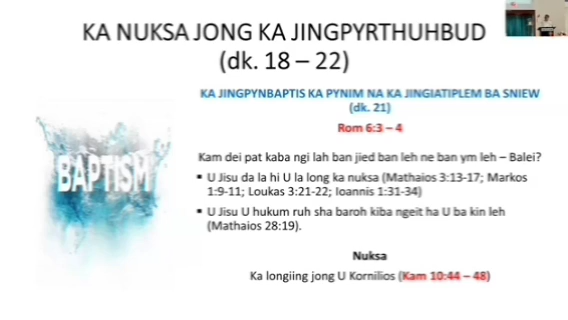 KA NUKSA JONG KA JINGPYRTHUHBUD
(dk. 18 – 22)
KA JINGPYNBAPTIS KA PYNIM NA KA JINGIATIPLEM BA SNIEW
(dk. 21)
Rom 6:3 – 4
BAPTISM
Kam dei pat kaba ngi lah ban jied ban leh ne ban ym leh – Balei?
▪ U Jisu da la hi U la long ka nuksa (Mathaios 3:13-17; Markos
1:9-11; Loukas 3:21-22; Ioannis 1:31-34)
▪ U Jisu U hukum ruh sha baroh kiba ngeit ha U ba kin leh
(Mathaios 28:19).
Nuksa
Ka longiing jong U Kornilios (Kam 10:44 – 48)